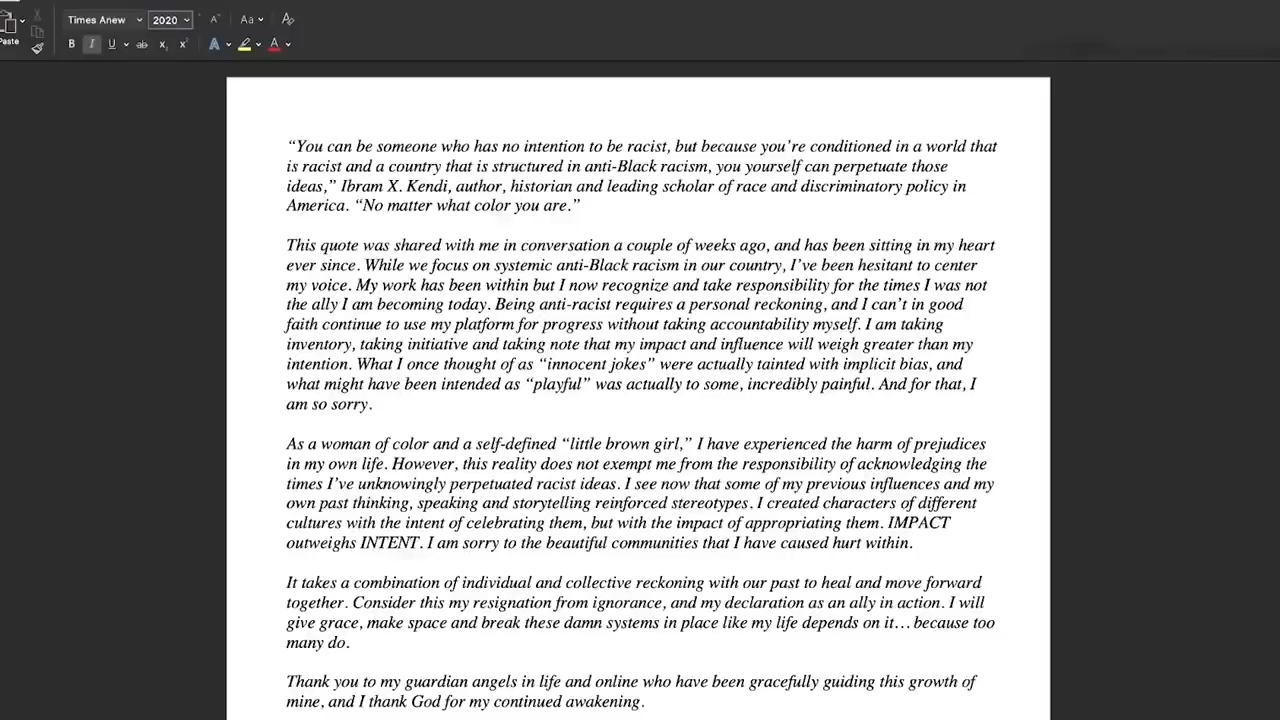 Paste
Times Anew
2020
A
Aa
A
B
I
U
ab
x
x
A
A
“You can be someone who has no intention to be racist, but because you’re conditioned in a world that
is racist and a country that is structured in anti-Black racism, you yourself can perpetuate those
ideas,” Ibram X. Kendi, author, historian and leading scholar of race and discriminatory policy in
America. “No matter what color you are.”
This quote was shared with me in conversation a couple of weeks ago, and has been sitting in my heart
ever since. While we focus on systemic anti-Black racism in our country, I’ve been hesitant to center
my voice. My work has been within but I now recognize and take responsibility for the times I was not
the ally I am becoming today. Being anti-racist requires a personal reckoning, and I can’t in good
faith continue to use my platform for progress without taking accountability myself. I am taking
inventory, taking initiative and taking note that my impact and influence will weigh greater than my
intention. What I once thought of as “innocent jokes” were actually tainted with implicit bias, and
what might have been intended as “playful” was actually to some, incredibly painful. And for that, I
am so sorry.
As a woman of color and a self-defined “little brown girl,” I have experienced the harm of prejudices
in my own life. However, this reality does not exempt me from the responsibility of acknowledging the
times I’ve unknowingly perpetuated racist ideas. I see now that some of my previous influences and my
own past thinking, speaking and storytelling reinforced stereotypes. I created characters of different
cultures with the intent of celebrating them, but with the impact of appropriating them. IMPACT
outweighs INTENT. I am sorry to the beautiful communities that I have caused hurt within.
It takes a combination of individual and collective reckoning with our past to heal and move forward
together. Consider this my resignation from ignorance, and my declaration as an ally in action. I will
give grace, make space and break these damn systems in place like my life depends on it… because too
many do.
Thank you to my guardian angels in life and online who have been gracefully guiding this growth of
mine, and I thank God for my continued awakening.